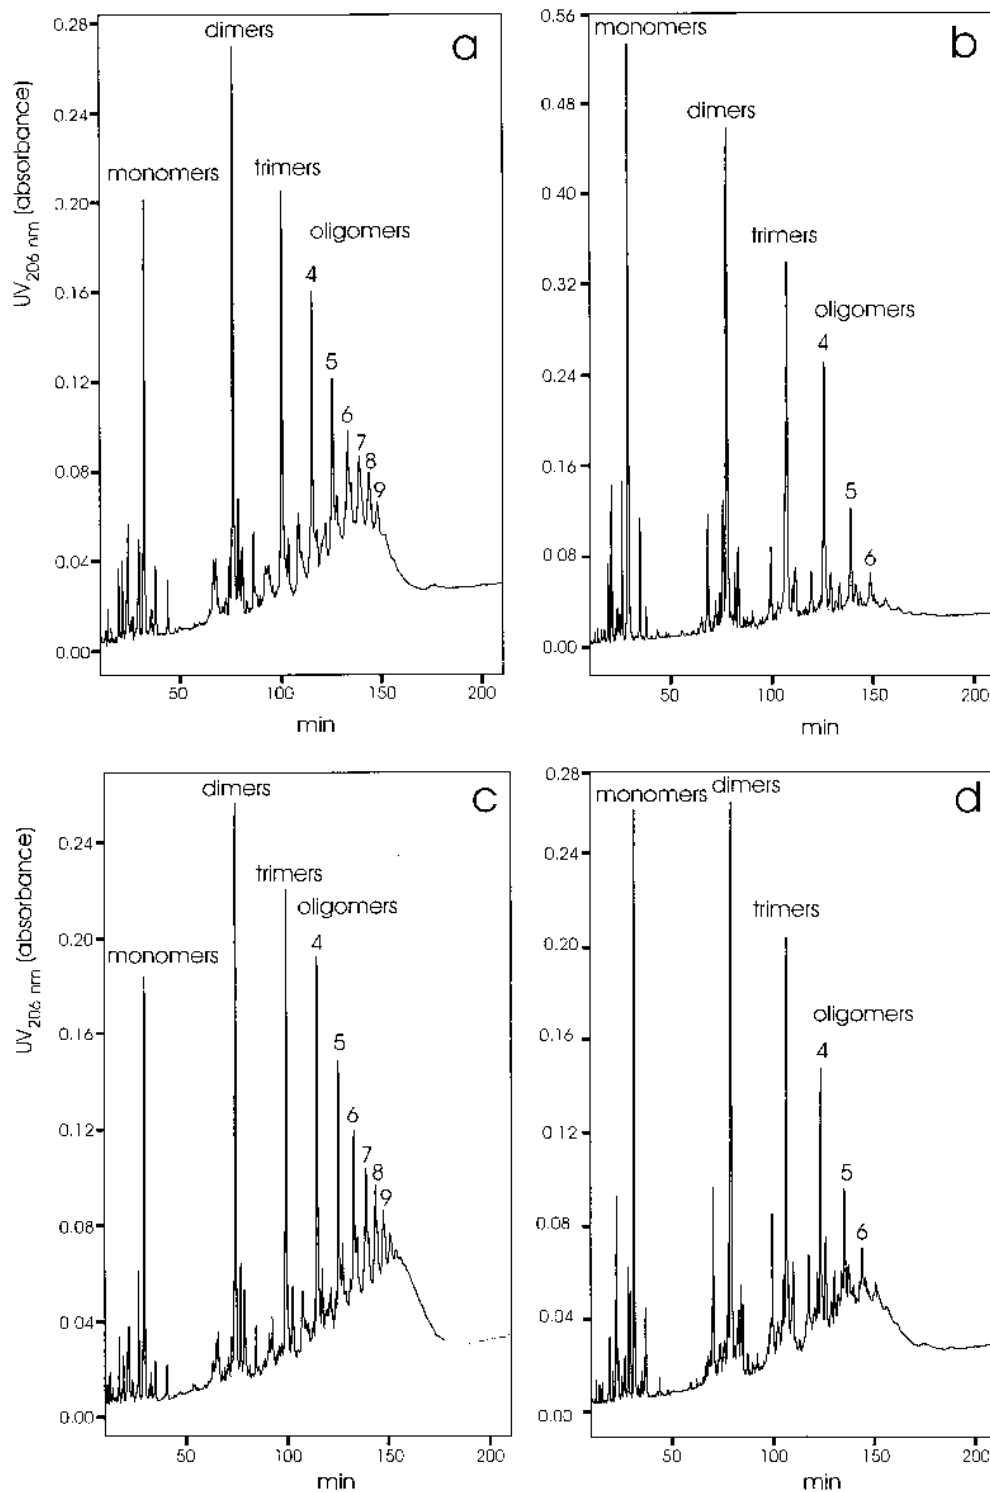 a
dimers
monomers
trimers
oligomers
4
5
6
7
8
9
UV206 nm (absorbance)
0.28
0.24
0.20
0.16
0.12
0.08
0.04
0.00
50
100
150
200
min
b
monomers
dimers
trimers
oligomers
4
5
6
0.56
0.48
0.40
0.32
0.24
0.16
0.08
0.00
50
100
150
200
min
c
dimers
trimers
oligomers
monomers
4
5
6
7
8
9
UV206 nm (absorbance)
0.24
0.20
0.16
0.12
0.08
0.04
0.00
50
100
150
200
min
d
monomers
dimers
trimers
oligomers
4
5
6
0.28
0.24
0.20
0.16
0.12
0.08
0.04
0.00
50
100
150
200
min